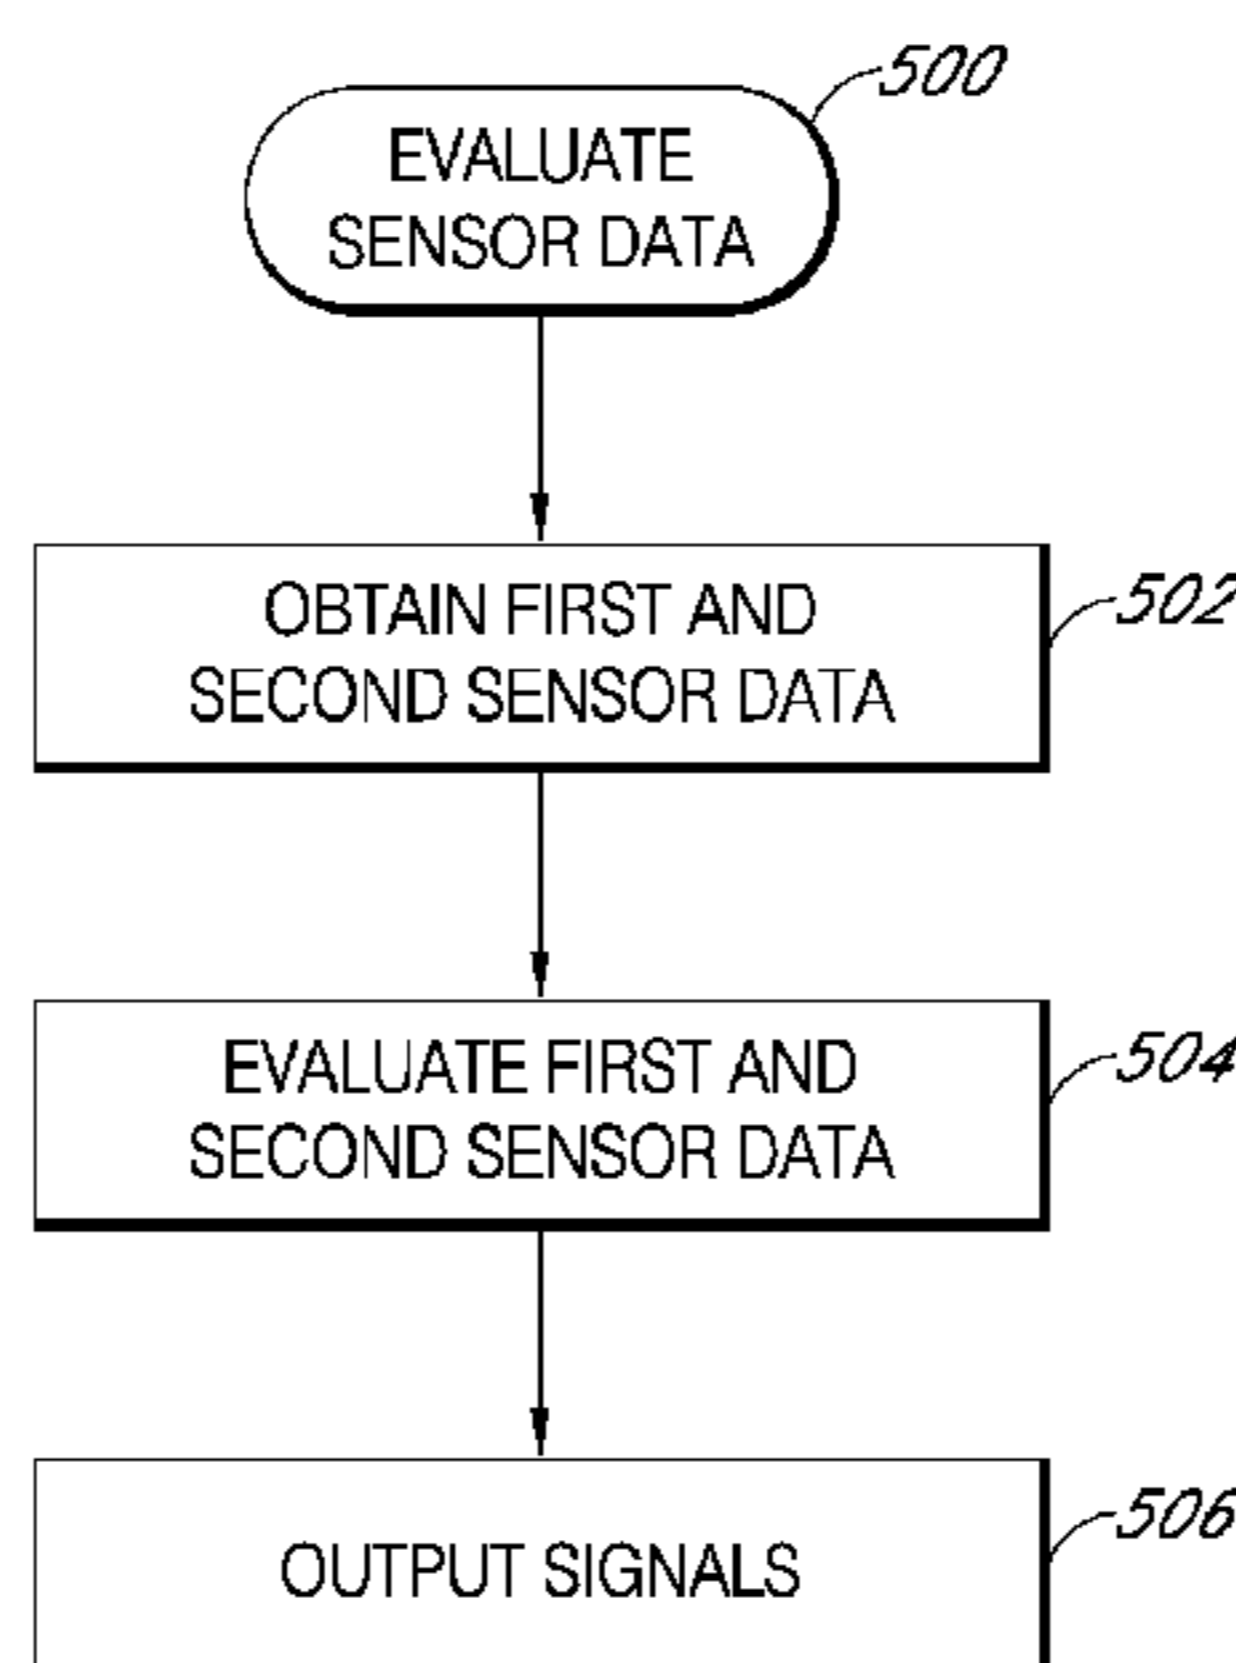 500
EVALUATE
SENSOR DATA
OBTAIN FIRST AND
SECOND SENSOR DATA
502
EVALUATE FIRST AND
SECOND SENSOR DATA
504
OUTPUT SIGNALS
506